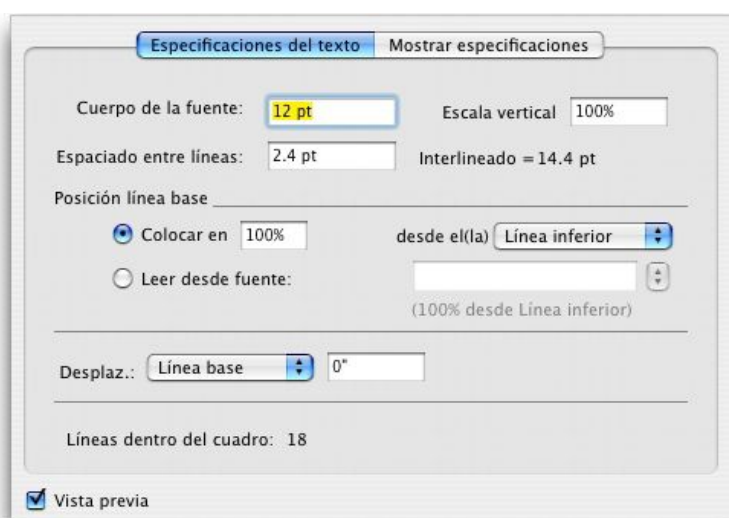 Especificaciones del texto Mostrar especificaciones
Cuerpo de la fuente: 12 pt Escala vertical 100%
Espaciado entre líneas: 2.4 pt Interlineado = 14.4 pt
Posición línea base
Colocar en 100% desde el(la) Línea inferior
Leer desde fuente:
(100% desde Línea inferior)
Desplaz.: Línea base 0"
Líneas dentro del cuadro: 18
Vista previa